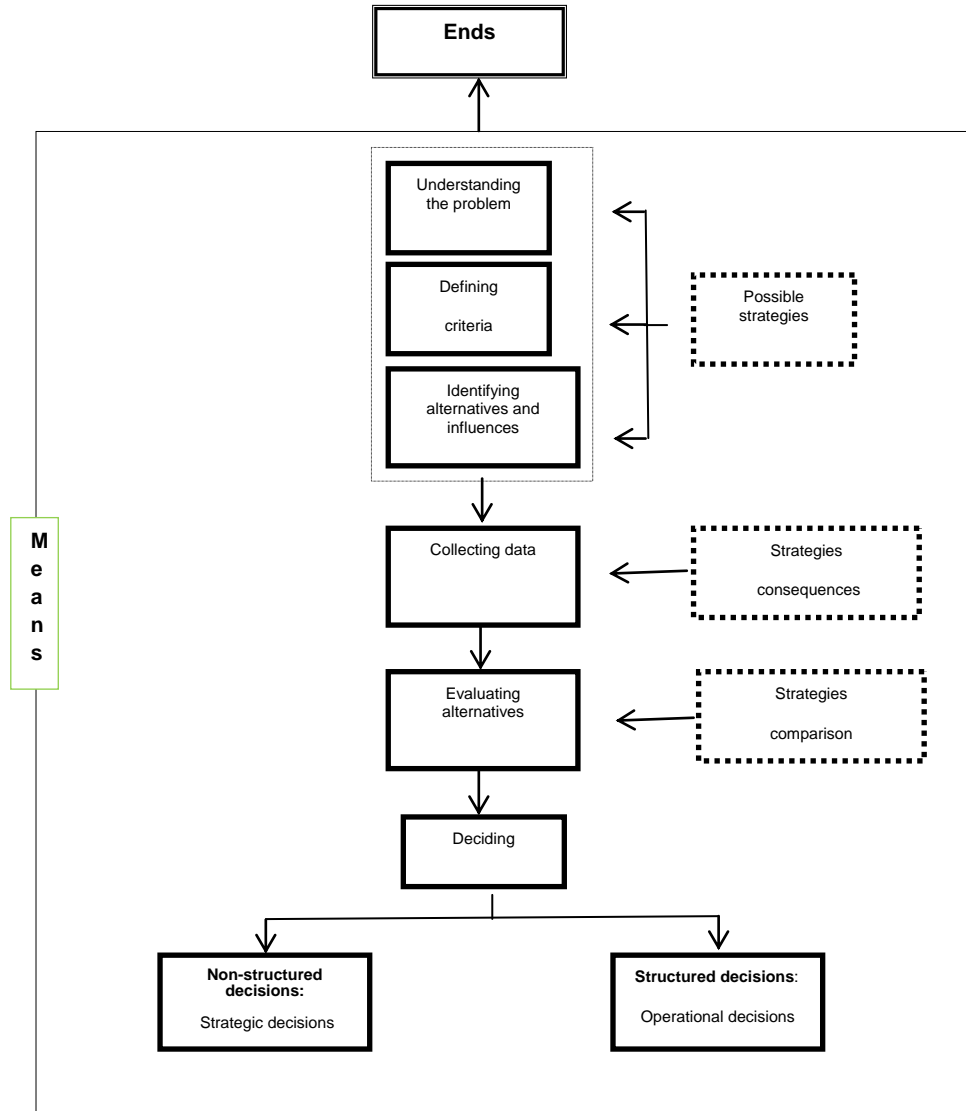 Ends
Understanding
the problem
Defining
criteria
Possible
strategies
Identifying
alternatives and
influences
Means
Collecting data
Strategies
consequences
Evaluating
alternatives
Strategies
comparison
Deciding
Non-structured
decisions:
Strategic decisions
Structured decisions:
Operational decisions